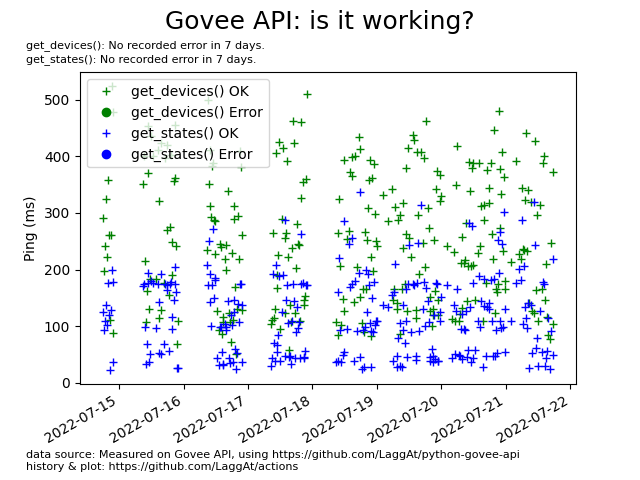 Govee API: is it working?
get_devices(): No recorded error in 7 days.
get_states(): No recorded error in 7 days.
get_devices() OK
get_devices() Error
get_states() OK
get_states() Error
Ping (ms)
500
400
300
200
100
0
2022-07-15
2022-07-16
2022-07-17
2022-07-18
2022-07-19
2022-07-20
2022-07-21
2022-07-22
data source: Measured on Govee API, using https://github.com/LaggAt/python-govee-api
history & plot: https://github.com/LaggAt/actions